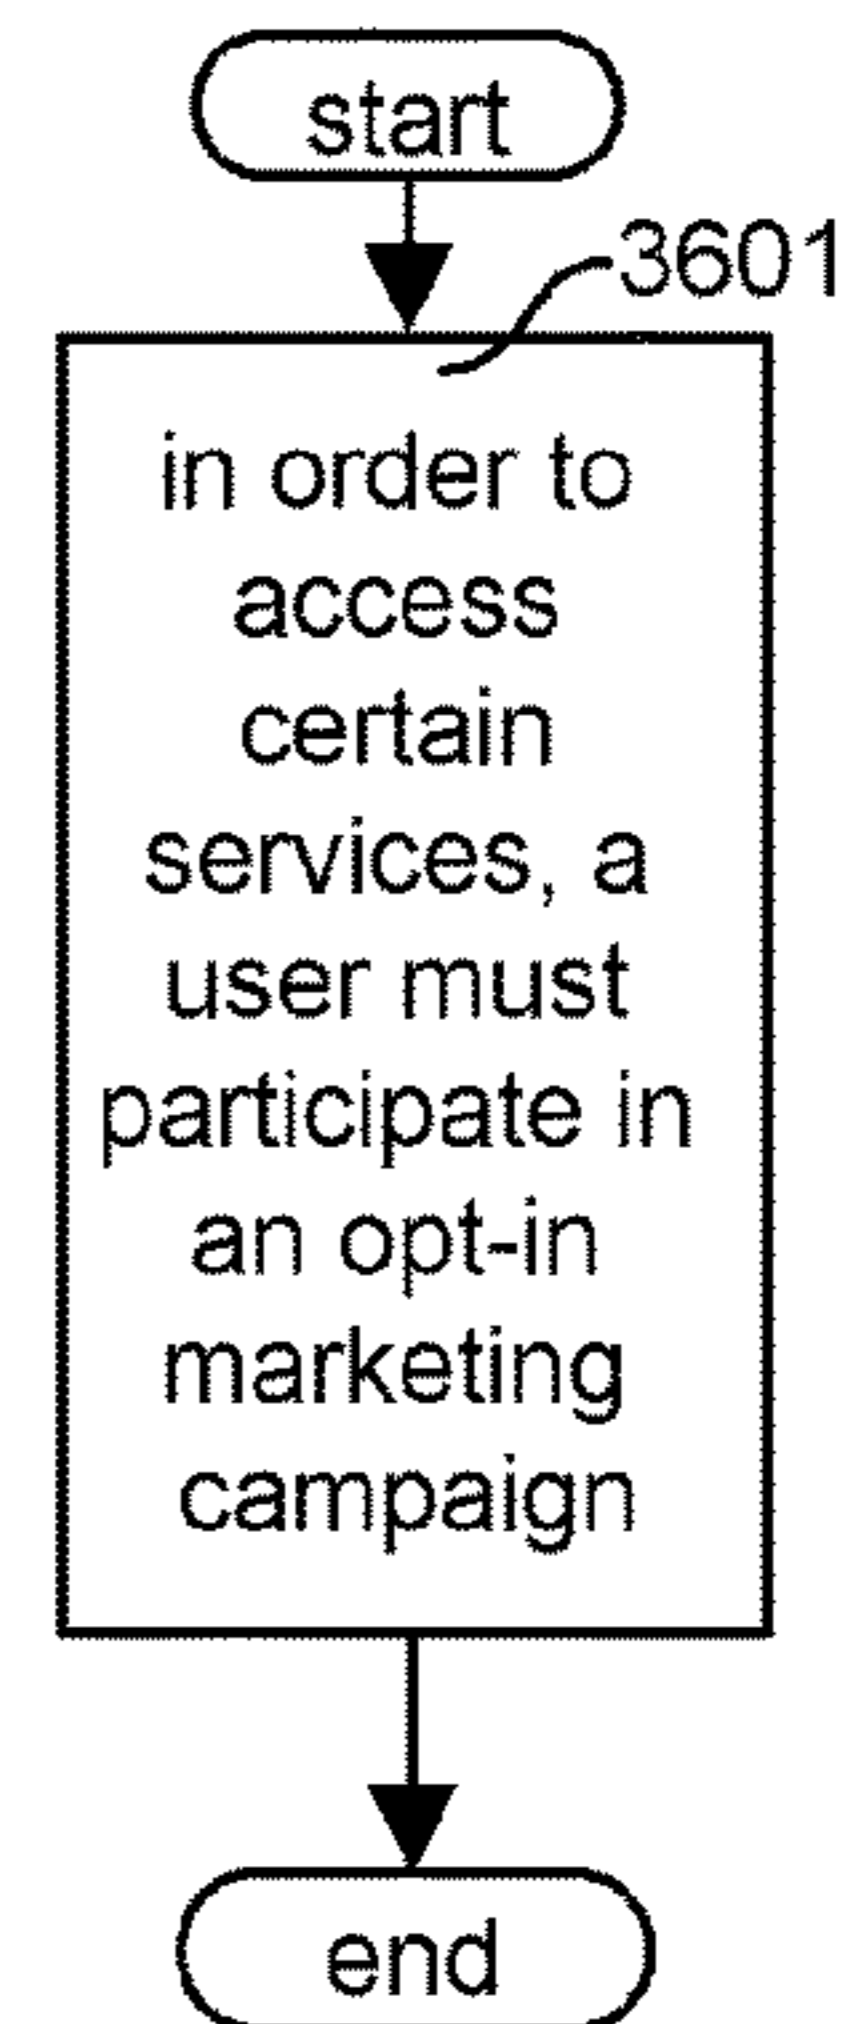 start
3601
in order to
access
certain
services, a
user must
participate in
an opt-in
marketing
campaign
end